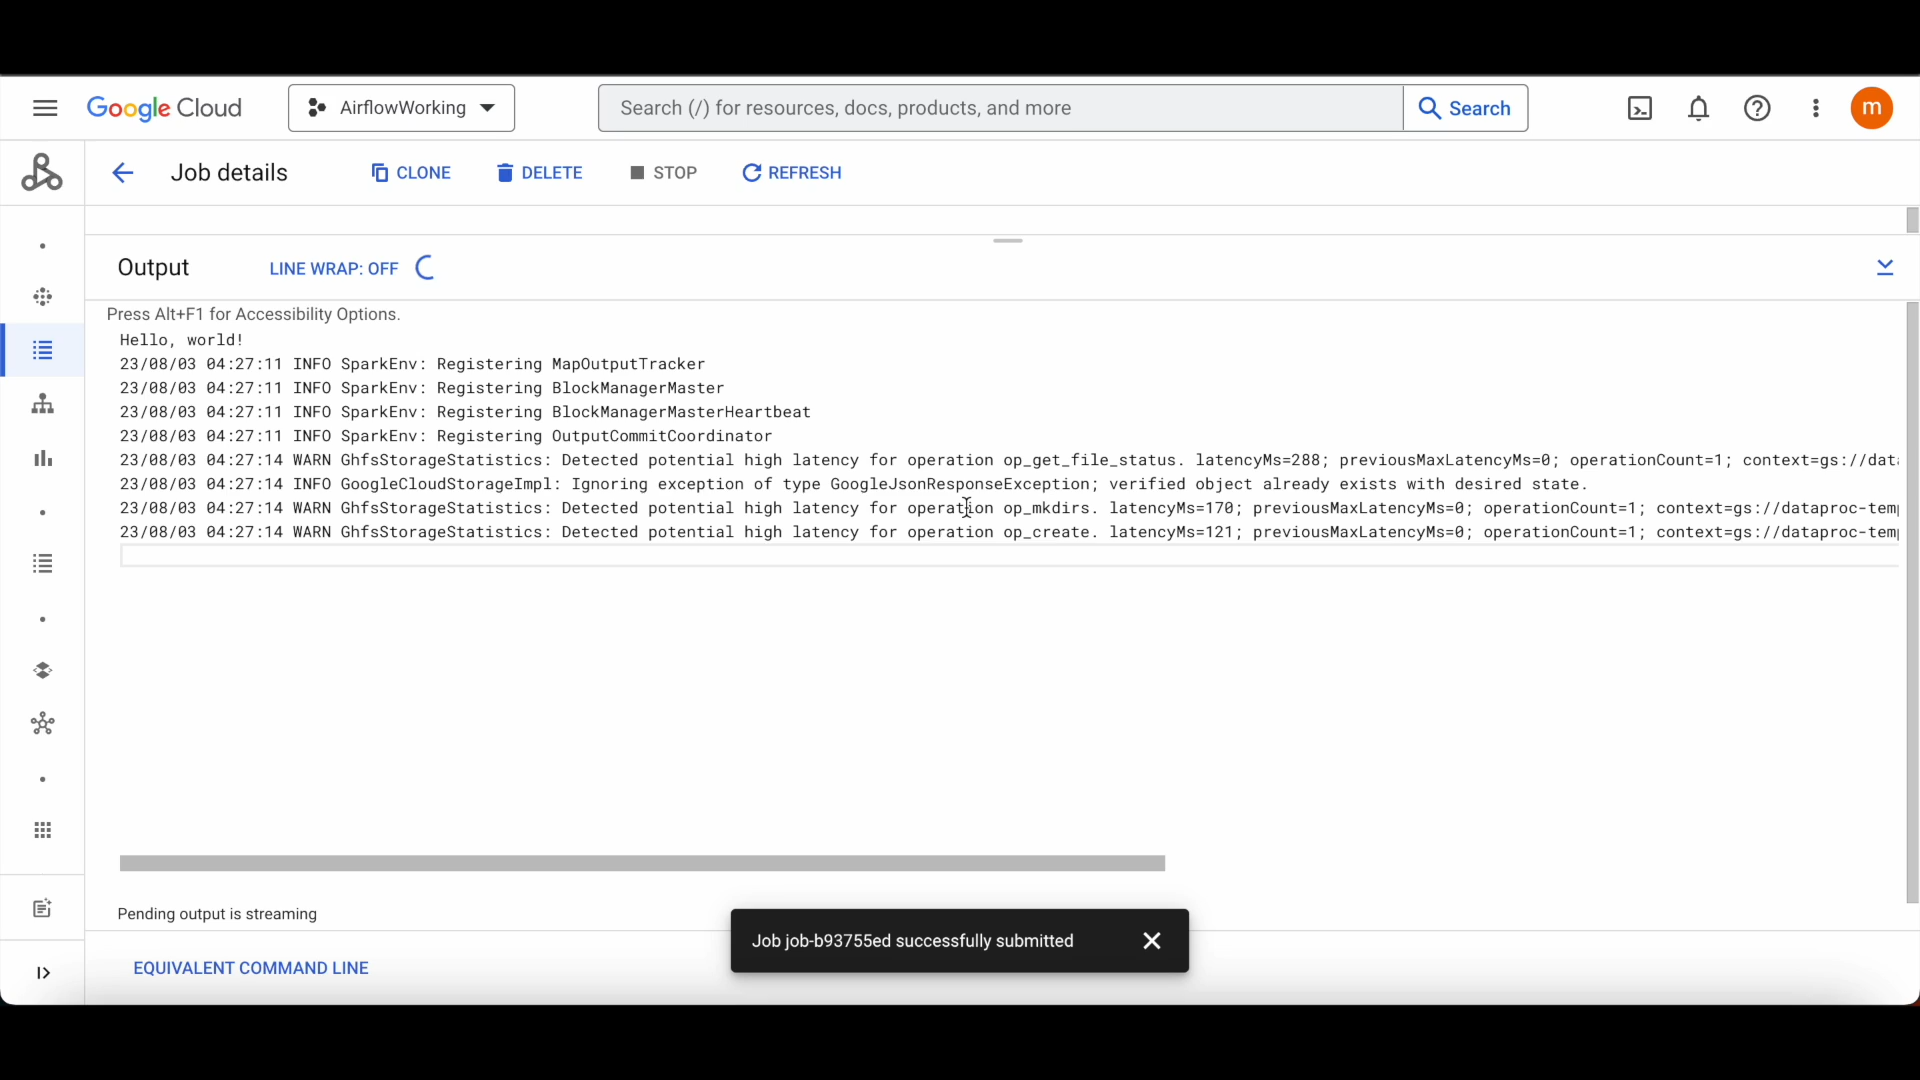 Google Cloud
AirflowWorking
Search (/) for resources, docs, products, and more
Search
m
Job details
CLONE
DELETE
STOP
REFRESH
Output
LINE WRAP: OFF
Press Alt+F1 for Accessibility Options.
Hello, world!
23/08/03 04:27:11 INFO SparkEnv: Registering MapOutputTracker
23/08/03 04:27:11 INFO SparkEnv: Registering BlockManagerMaster
23/08/03 04:27:11 INFO SparkEnv: Registering BlockManagerMasterHeartbeat
23/08/03 04:27:11 INFO SparkEnv: Registering OutputCommitCoordinator
23/08/03 04:27:14 WARN GhfsStorageStatistics: Detected potential high latency for operation op_get_file_status. latencyMs=288; previousMaxLatencyMs=0; operationCount=1; context=gs://data
23/08/03 04:27:14 INFO GoogleCloudStorageImpl: Ignoring exception of type GoogleJsonResponseException; verified object already exists with desired state.
23/08/03 04:27:14 WARN GhfsStorageStatistics: Detected potential high latency for operation op_mkdirs. latencyMs=170; previousMaxLatencyMs=0; operationCount=1; context=gs://dataproc-temp
23/08/03 04:27:14 WARN GhfsStorageStatistics: Detected potential high latency for operation op_create. latencyMs=121; previousMaxLatencyMs=0; operationCount=1; context=gs://dataproc-temp
Pending output is streaming
Job job-b93755ed successfully submitted
EQUIVALENT COMMAND LINE